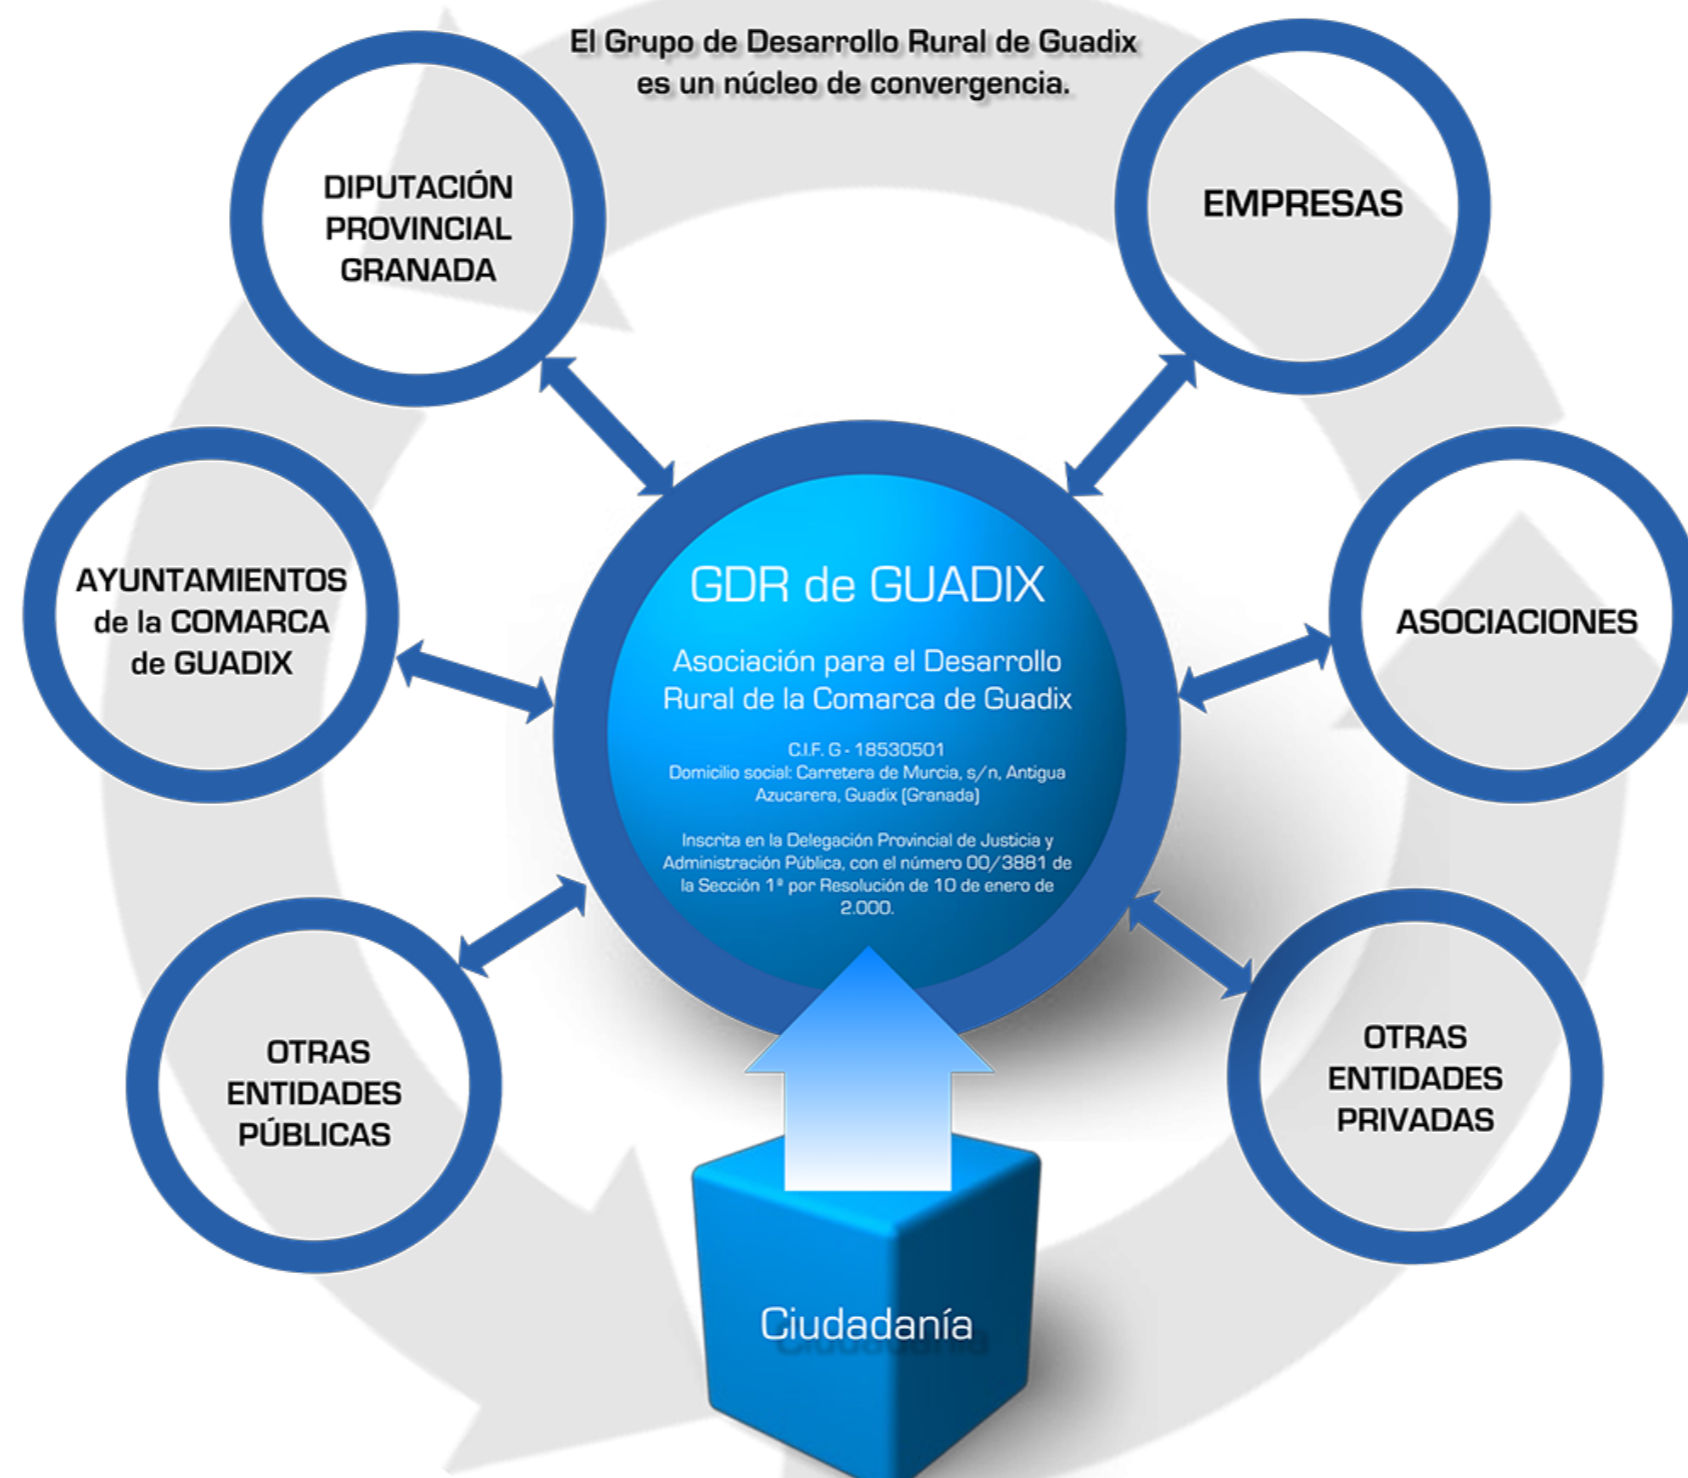 El Grupo de Desarrollo Rural de Guadix
es un núcleo de convergencia.
DIPUTACIÓN
PROVINCIAL
GRANADA
EMPRESAS
AYUNTAMIENTOS
de la COMARCA
de GUADIX
GDR de GUADIX
Asociación para el Desarrollo
Rural de la Comarca de Guadix
C.I.F. G - 18530501
Domicilio social: Carretera de Murcia, s/n, Antigua
Azucarera, Guadix (Granada)
Inscrita en la Delegación Provincial de Justicia y
Administración Pública, con el número 00/3881 de
la Sección 1ª por Resolución de 10 de enero de
2.000.
ASOCIACIONES
OTRAS
ENTIDADES
PÚBLICAS
OTRAS
ENTIDADES
PRIVADAS
Ciudadanía